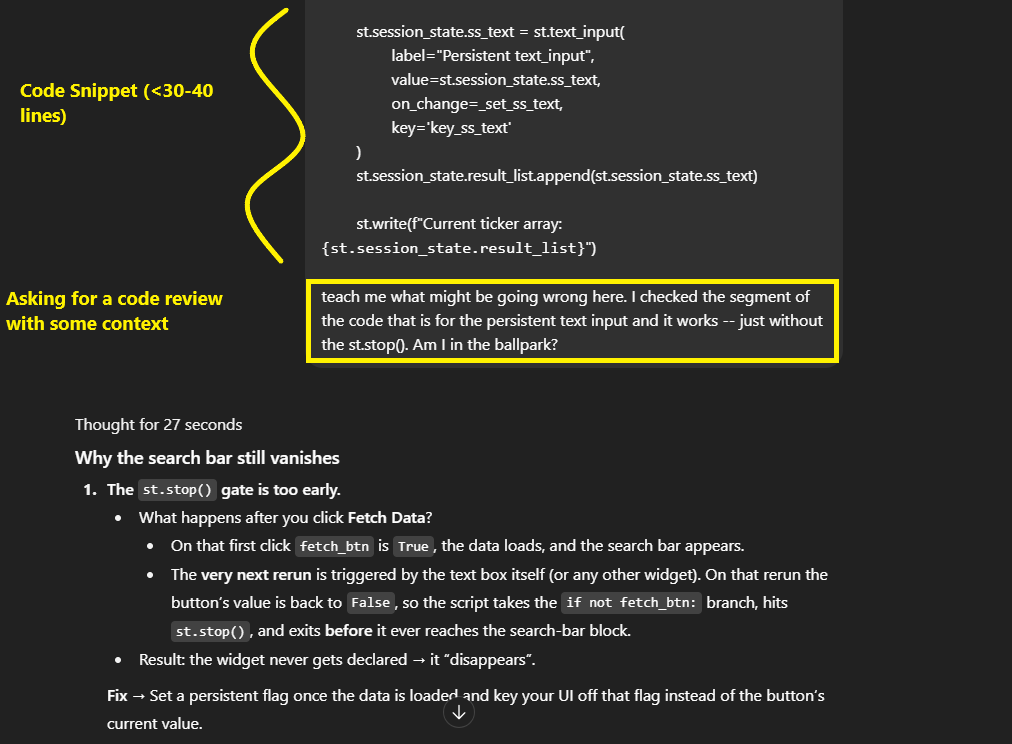 st.session_state.ss_text = st.text_input(
label="Persistent text_input",
value=st.session_state.ss_text,
on_change=_set_ss_text,
key='key_ss_text'
)
st.session_state.result_list.append(st.session_state.ss_text)
st.write(f"Current ticker array:
{st.session_state.result_list}")
Code Snippet (<30-40
lines)
Asking for a code review
with some context
teach me what might be going wrong here. I checked the segment of
the code that is for the persistent text input and it works -- just without
the st.stop(). Am I in the ballpark?
Thought for 27 seconds
Why the search bar still vanishes
1. The st.stop() gate is too early.
• What happens after you click Fetch Data?
• On that first click fetch_btn is True, the data loads, and the search bar appears.
• The very next rerun is triggered by the text box itself (or any other widget). On that rerun the
button's value is back to False, so the script takes the if not fetch_btn: branch, hits
st.stop(), and exits before it ever reaches the search-bar block.
• Result: the widget never gets declared → it "disappears".
Fix → Set a persistent flag once the data is loaded and key your UI off that flag instead of the button's
current value.